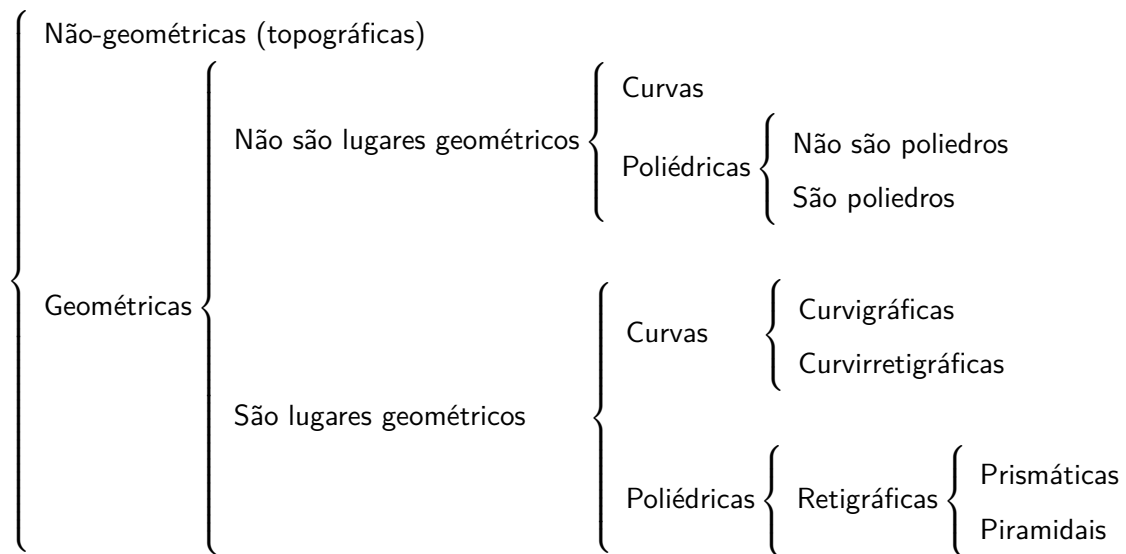 Não-geométricas (topográficas)
Geométricas
Não são lugares geométricos
Curvas
Poliédricas
Não são poliedros
São poliedros
São lugares geométricos
Curvas
Curvigráficas
Curvirretigráficas
Poliédricas
Retigráficas
Prismáticas
Piramidais